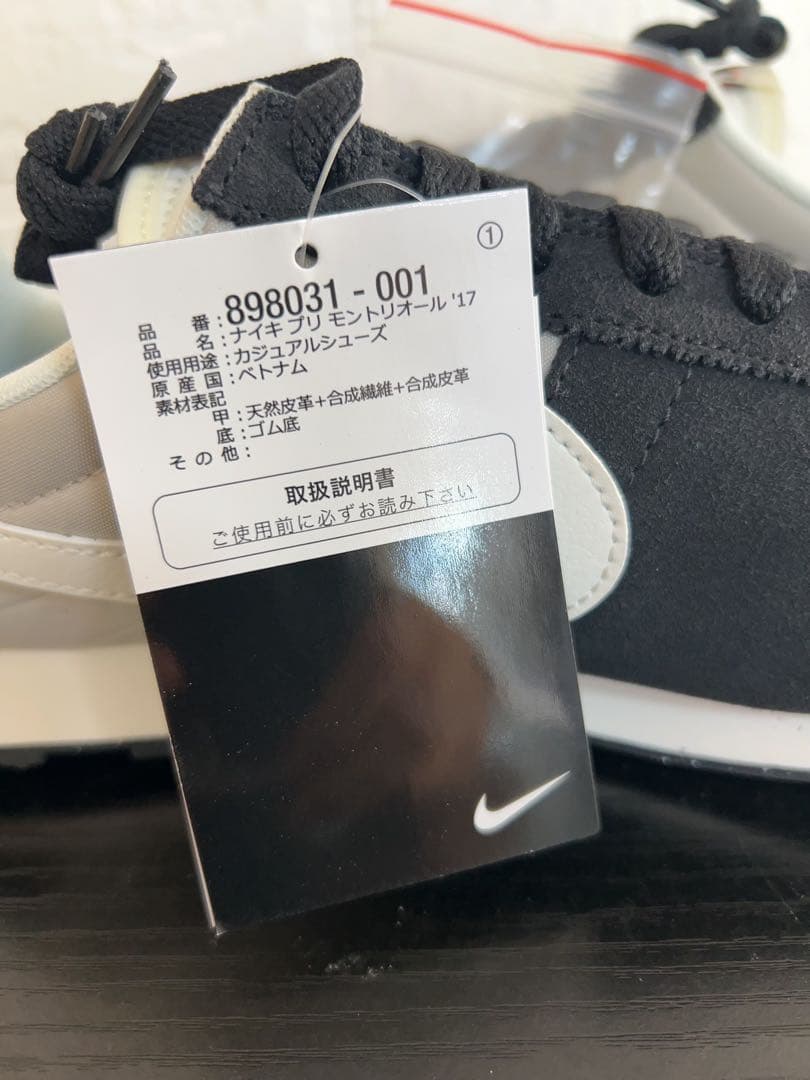 ①
品番:898031-001
品名:ナイキ プリ モントリオール '17
使用用途:カジュアルシューズ
原産国:ベトナム
素材表記
甲:天然皮革+合成繊維+合成皮革
底:ゴム底
その他:
取扱説明書
ご使用前に必ずお読み下さい